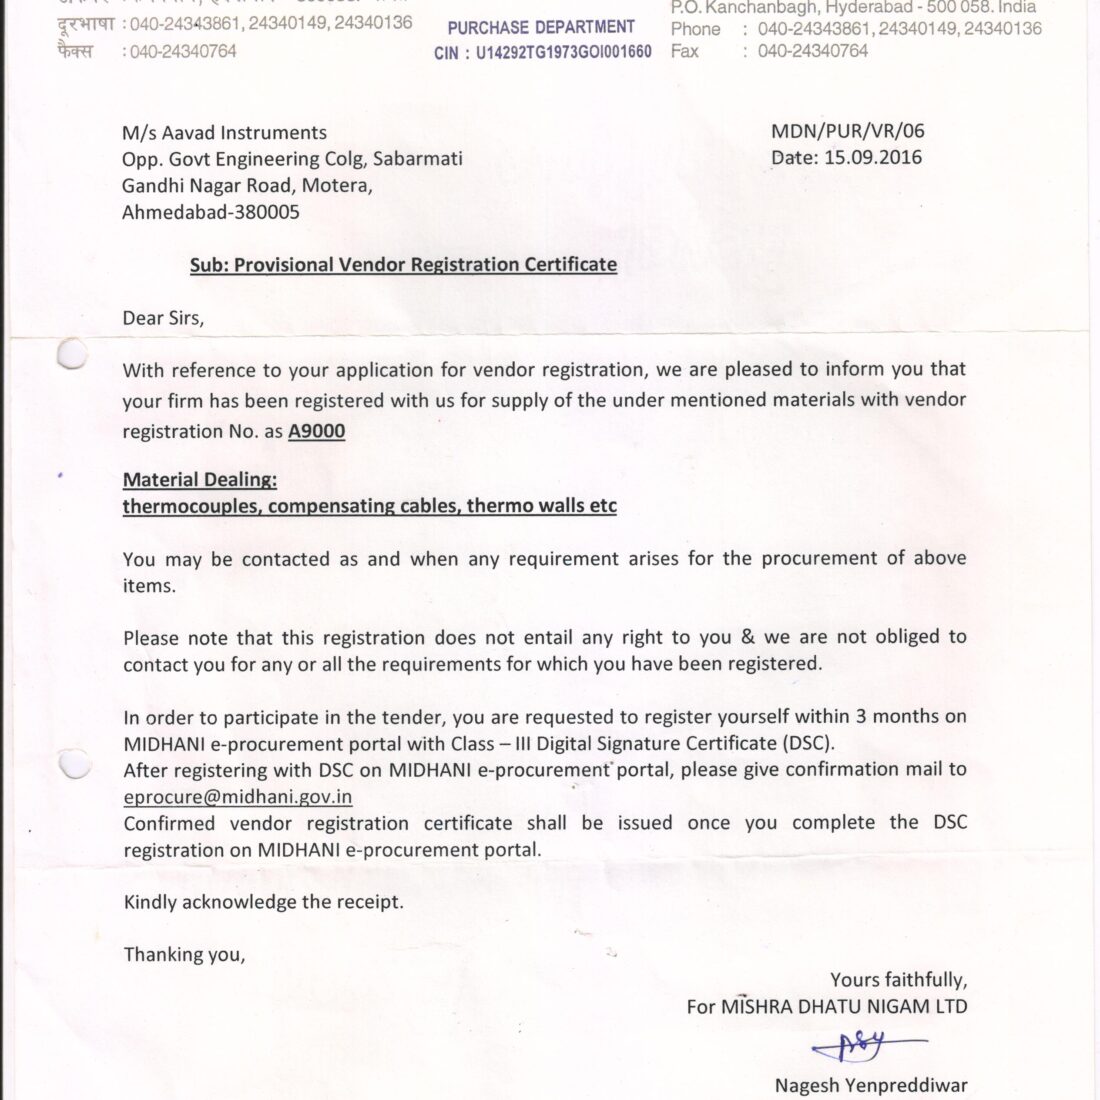 दूरभाषा : 040-24343861, 24340149, 24340136
फैक्स : 040-24340764
PURCHASE DEPARTMENT
CIN : U14292TG1973GOI001660
P.O. Kanchanbagh, Hyderabad - 500 058. India
Phone : 040-24343861, 24340149, 24340136
Fax : 040-24340764
M/s Aavad Instruments
Opp. Govt Engineering Colg, Sabarmati
Gandhi Nagar Road, Motera,
Ahmedabad-380005
MDN/PUR/VR/06
Date: 15.09.2016
Sub: Provisional Vendor Registration Certificate
Dear Sirs,
With reference to your application for vendor registration, we are pleased to inform you that
your firm has been registered with us for supply of the under mentioned materials with vendor
registration No. as A9000
Material Dealing:
thermocouples, compensating cables, thermo walls etc
You may be contacted as and when any requirement arises for the procurement of above
items.
Please note that this registration does not entail any right to you & we are not obliged to
contact you for any or all the requirements for which you have been registered.
In order to participate in the tender, you are requested to register yourself within 3 months on
MIDHANI e-procurement portal with Class – III Digital Signature Certificate (DSC).
After registering with DSC on MIDHANI e-procurement portal, please give confirmation mail to
eprocure@midhani.gov.in
Confirmed vendor registration certificate shall be issued once you complete the DSC
registration on MIDHANI e-procurement portal.
Kindly acknowledge the receipt.
Thanking you,
Yours faithfully,
For MISHRA DHATU NIGAM LTD
Nagesh Yenpreddiwar